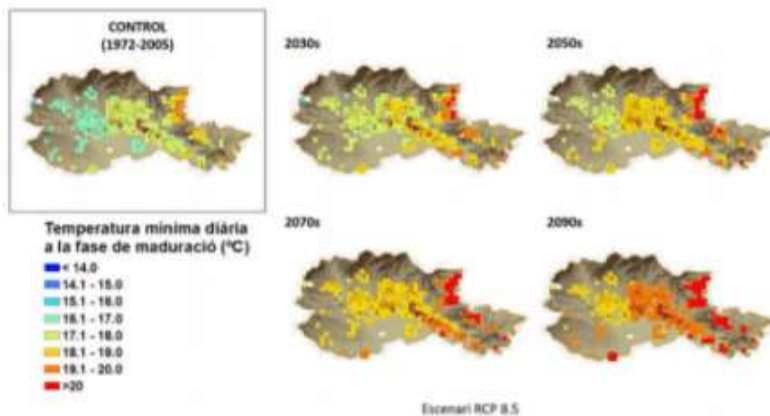 CONTROL
(1972-2005)
2030s
2050s
Temperatura mínima diària
a la fase de maduració (ºC)
< 14.0
14.1 - 15.0
15.1 - 16.0
16.1 - 17.0
17.1 - 18.0
18.1 - 19.0
19.1 - 20.0
>20
2070s
2090s
Escenari RCP 8.5